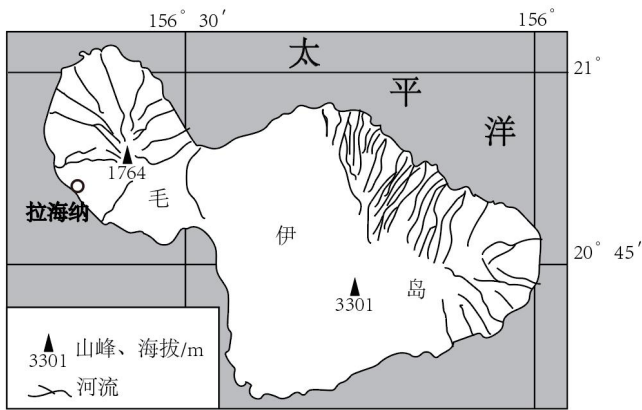 156° 30′
156°
太
平
洋
21°
1764
毛
拉海纳
伊
20° 45′
3301
岛
3301
山峰、海拔/m
河流